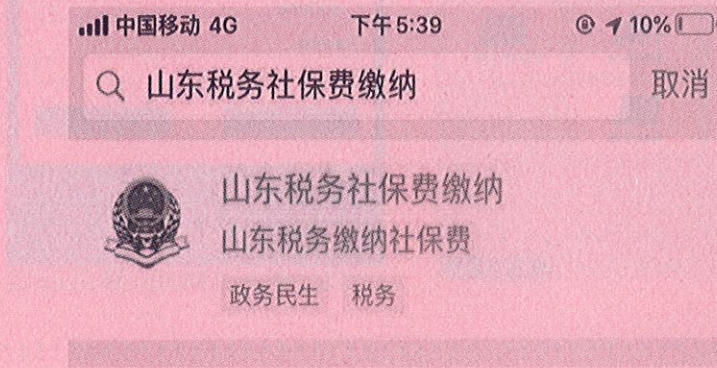 中国移动 4G 下午5:39 10%
山东税务社保费缴纳 取消
山东税务社保费缴纳
山东税务缴纳社保费
政务民生 税务